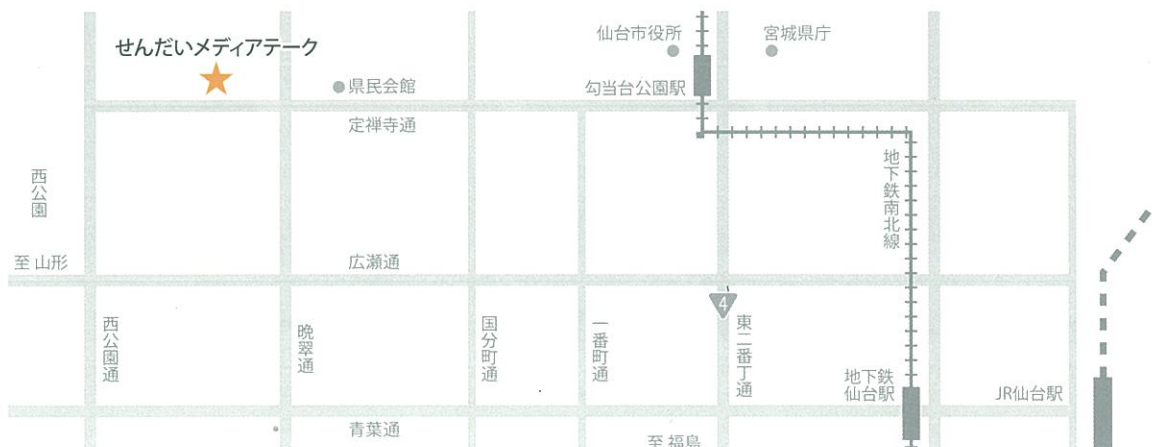 仙台市役所
宮城県庁
せんだいメディアテーク
県民会館
勾当台公園駅
定禅寺通
地下鉄南北線
西公園
至 山形
広瀬通
4
西公園通
晩翠通
国分町通
一番町通
東二番丁通
地下鉄
仙台駅
JR仙台駅
青葉通
至 福島